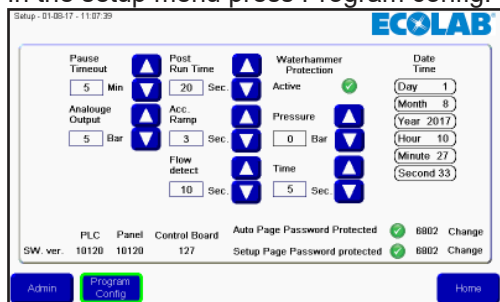 In the setup menu press Program config.
Setup - 01-08-17 - 11:07:39
ECOLAB®
Pause Timeout
5 Min
Post Run Time
20 Sec.
Waterhammer Protection
Active
Date Time
Day 1
Month 8
Year 2017
Hour 10
Minute 27
Second 33
Analouge Output
5 Bar
Acc. Ramp
3 Sec.
Pressure
0 Bar
Flow detect
10 Sec.
Time
5 Sec.
PLC Panel Control Board
SW. ver. 10120 10120 127
Auto Page Password Protected 6802 Change
Setup Page Password protected 6802 Change
Admin
Program Config
Home